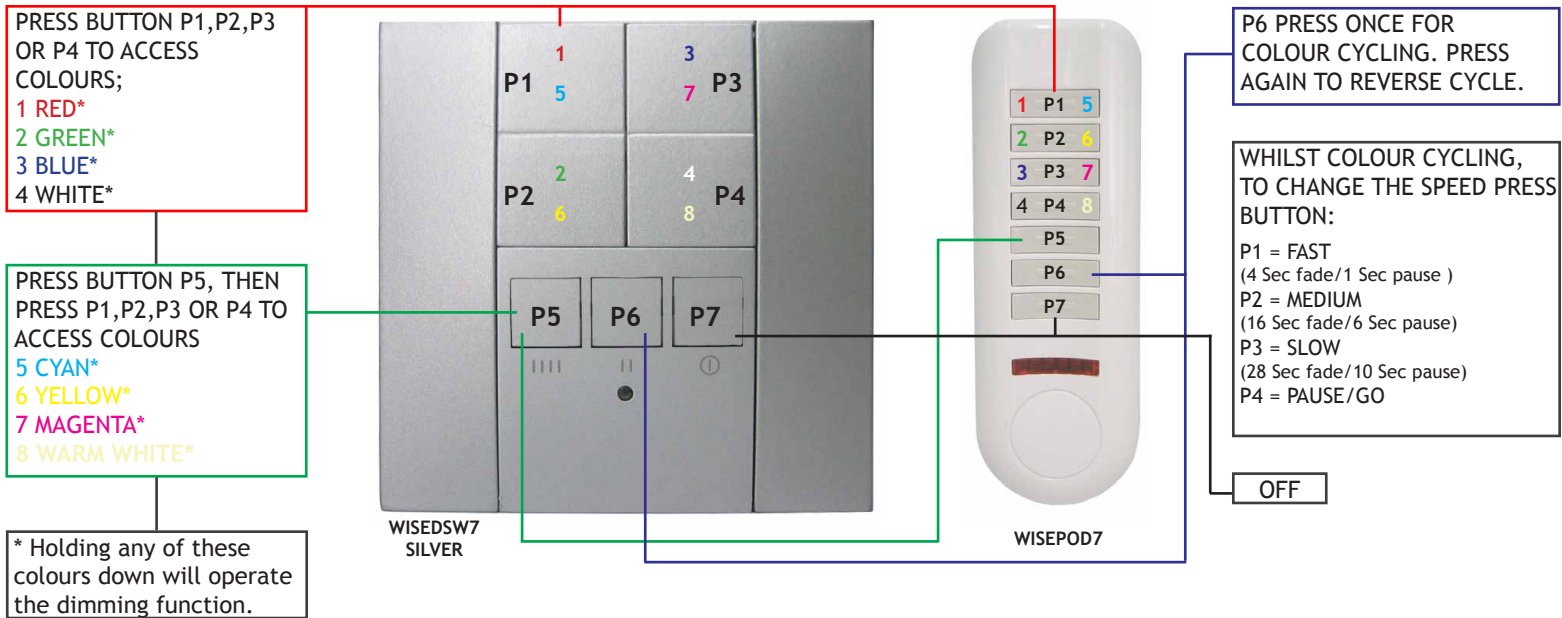 PRESS BUTTON P1,P2,P3
OR P4 TO ACCESS
COLOURS;
1 RED*
2 GREEN*
3 BLUE*
4 WHITE*
PRESS BUTTON P5, THEN
PRESS P1,P2,P3 OR P4 TO
ACCESS COLOURS
5 CYAN*
6 YELLOW*
7 MAGENTA*
8 WARM WHITE*
* Holding any of these
colours down will operate
the dimming function.
1
P1
5
3
7 P3
2
P2
6
4
P4
8
P5 P6 P7
WISEDSW7
SILVER
1 P1 5
2 P2 6
3 P3 7
4 P4 8
P5
P6
P7
WISEPOD7
P6 PRESS ONCE FOR
COLOUR CYCLING. PRESS
AGAIN TO REVERSE CYCLE.
WHILST COLOUR CYCLING,
TO CHANGE THE SPEED PRESS
BUTTON:
P1 = FAST
(4 Sec fade/1 Sec pause )
P2 = MEDIUM
(16 Sec fade/6 Sec pause)
P3 = SLOW
(28 Sec fade/10 Sec pause)
P4 = PAUSE/GO
OFF